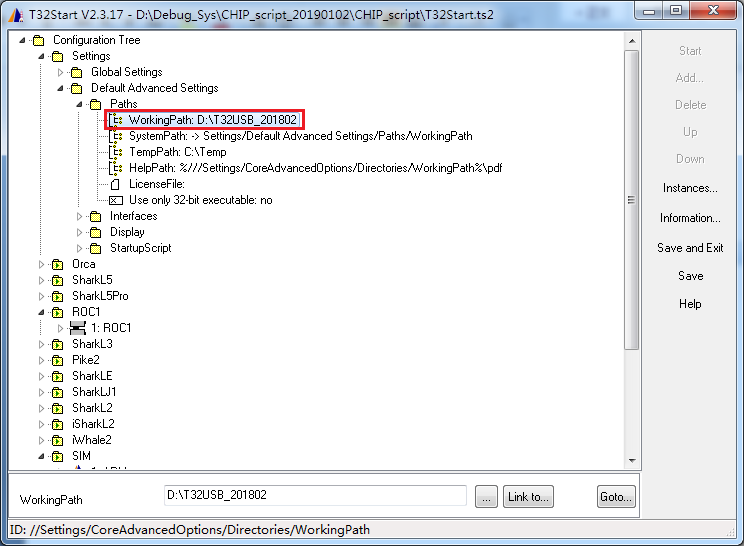 T32Start V2.3.17 - D:\Debug_Sys\CHIP_script_20190102\CHIP_script\T32Start.ts2
Configuration Tree
Settings
Global Settings
Default Advanced Settings
Paths
WorkingPath: D:\T32USB_201802
SystemPath: -> Settings/Default Advanced Settings/Paths/WorkingPath
TempPath: C:\Temp
HelpPath: %///Settings/CoreAdvancedOptions/Directories/WorkingPath%\pdf
LicenseFile:
Use only 32-bit executable: no
Interfaces
Display
StartupScript
Orca
SharkL5
SharkL5Pro
ROC1
1: ROC1
SharkL3
Pike2
SharkLE
SharkLJ1
SharkL2
iSharkL2
iWhale2
SIM
Start
Add...
Delete
Up
Down
Instances...
Information...
Save and Exit
Save
Help
WorkingPath
D:\T32USB_201802
...
Link to...
Goto...
ID: //Settings/CoreAdvancedOptions/Directories/WorkingPath